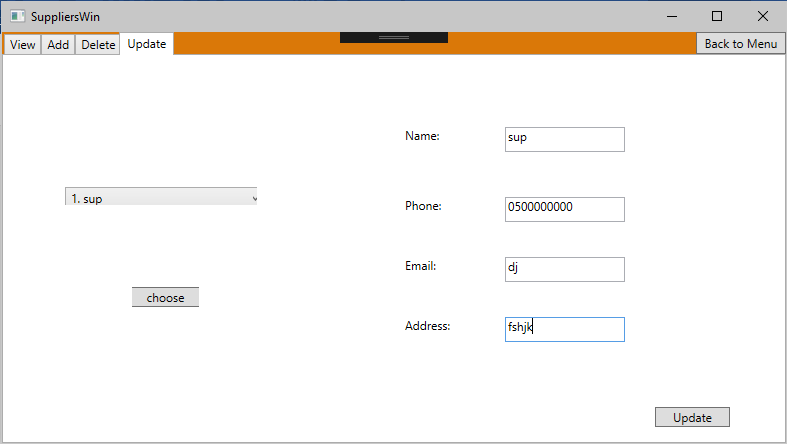 SuppliersWin
View Add Delete Update Back to Menu
Name: sup
1. sup
Phone: 0500000000
Email: dj
choose
Address: fshjk
Update